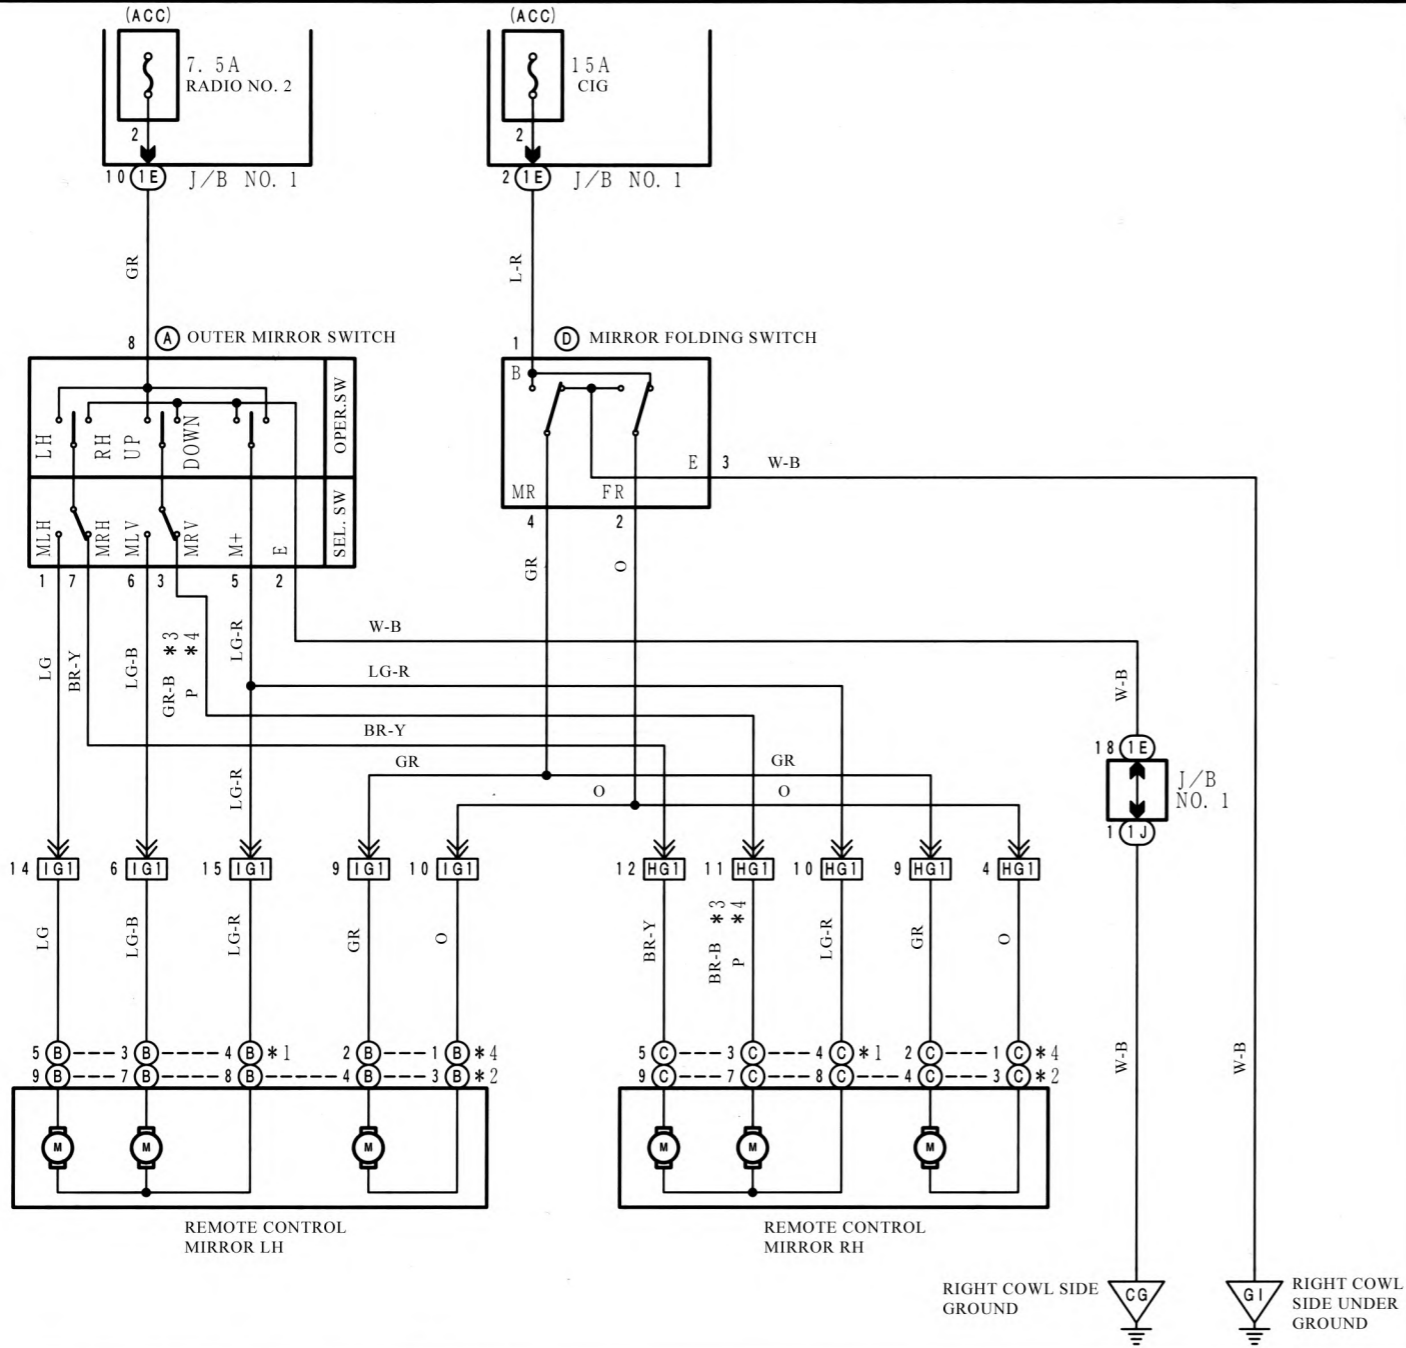 (ACC)
(ACC)
7. 5A
RADIO NO. 2
15A
CIG
2
2
10 1E J/B NO. 1
2 1E J/B NO. 1
GR
L-R
8 A OUTER MIRROR SWITCH
1 D MIRROR FOLDING SWITCH
B
LH
RH
UP
DOWN
OPER.SW
E 3 W-B
MR FR
MLH
MRH
MLV
MRV
M+
E
SEL. SW
4 2
1 7 6 3 5 2
GR
O
LG
BR-Y
LG-B
GR-B *3
P *4
LG-R
W-B
LG-R
W-B
BR-Y
GR
GR
O
O
LG-R
18 1E
J/B
NO. 1
1 1J
14 IG1 6 IG1 15 IG1 9 IG1 10 IG1 12 HG1 11 HG1 10 HG1 9 HG1 4 HG1
LG
LG-B
LG-R
GR
O
BR-Y
BR-B *3
P *4
LG-R
GR
O
5 B 3 B 4 B *1 2 B 1 B *4 5 C 3 C 4 C *1 2 C 1 C *4
9 B 7 B 8 B 4 B 3 B *2 9 C 7 C 8 C 4 C 3 C *2
W-B
W-B
M M M M M M
REMOTE CONTROL
MIRROR LH
REMOTE CONTROL
MIRROR RH
RIGHT COWL SIDE
GROUND
CG
GI
RIGHT COWL
SIDE UNDER
GROUND